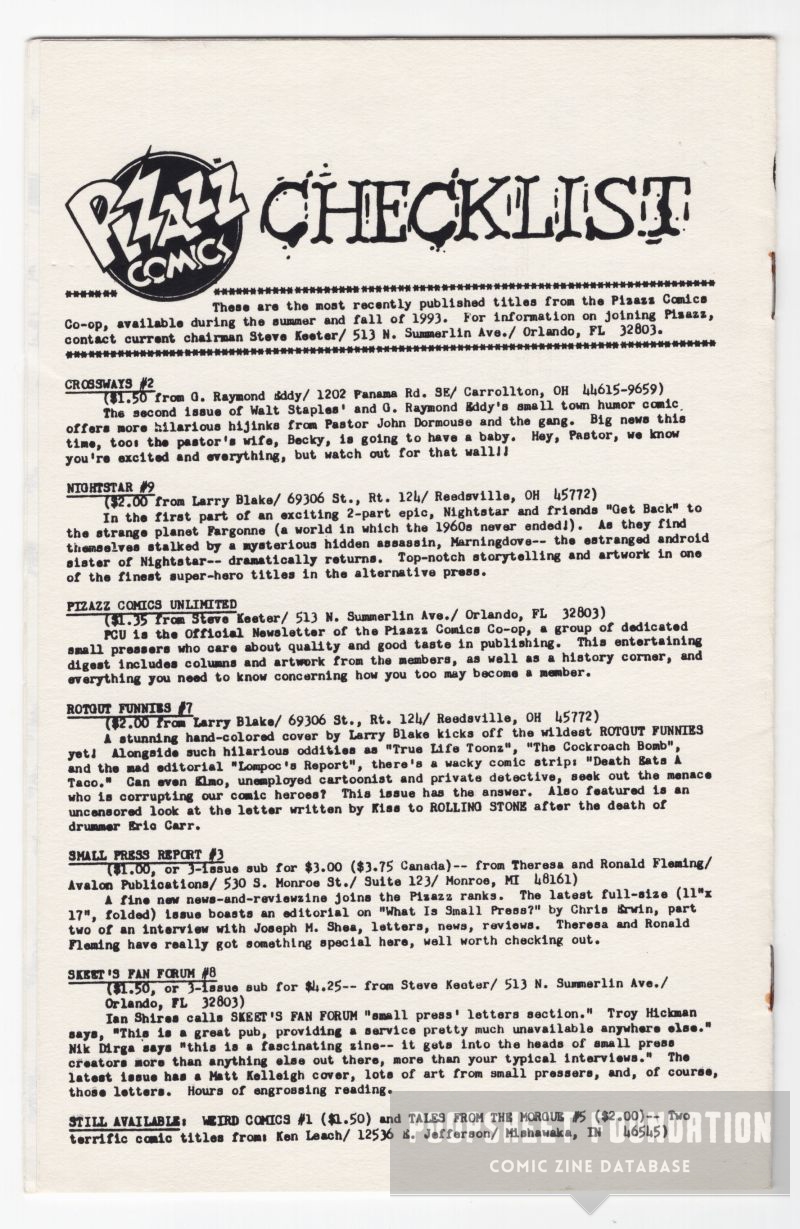 PIZAZZ COMICS CHECKLIST
These are the most recently published titles from the Pizazz Comics
Co-op, available during the summer and fall of 1993. For information on joining Pizazz,
contact current chairman Steve Keeter/ 513 N. Summerlin Ave./ Orlando, FL 32803.
CROSSWAYS #2
($1.50 from G. Raymond Eddy/ 1202 Panama Rd. SE/ Carrollton, OH 44615-9659)
The second issue of Walt Staples' and G. Raymond Eddy's small town humor comic
offers more hilarious hijinks from Pastor John Dormouse and the gang. Big news this
time, too: the pastor's wife, Becky, is going to have a baby. Hey, Pastor, we know
you're excited and everything, but watch out for that wall!!
NIGHTSTAR #9
($2.00 from Larry Blake/ 69306 St., Rt. 124/ Reedsville, OH 45772)
In the first part of an exciting 2-part epic, Nightstar and friends "Get Back" to
the strange planet Fargonne (a world in which the 1960s never ended!). As they find
themselves stalked by a mysterious hidden assassin, Marningdove-- the estranged android
sister of Nightstar-- dramatically returns. Top-notch storytelling and artwork in one
of the finest super-hero titles in the alternative press.
PIZAZZ COMICS UNLIMITED
($1.35 from Steve Keeter/ 513 N. Summerlin Ave./ Orlando, FL 32803)
PCU is the Official Newsletter of the Pizazz Comics Co-op, a group of dedicated
small pressers who care about quality and good taste in publishing. This entertaining
digest includes columns and artwork from the members, as well as a history corner, and
everything you need to know concerning how you too may become a member.
ROTGUT FUNNIES #7
($2.00 from Larry Blake/ 69306 St., Rt. 124/ Reedsville, OH 45772)
A stunning hand-colored cover by Larry Blake kicks off the wildest ROTGUT FUNNIES
yet! Alongside such hilarious oddities as "True Life Toonz", "The Cockroach Bomb",
and the mad editorial "Lompoc's Report", there's a wacky comic strip: "Death Eats A
Taco." Can even Elmo, unemployed cartoonist and private detective, seek out the menace
who is corrupting our comic heroes? This issue has the answer. Also featured is an
uncensored look at the letter written by Kiss to ROLLING STONE after the death of
drummer Eric Carr.
SMALL PRESS REPORT #3
($1.00, or 3-issue sub for $3.00 ($3.75 Canada)-- from Theresa and Ronald Fleming/
Avalon Publications/ 530 S. Monroe St./ Suite 123/ Monroe, MI 48161)
A fine new news-and-reviewzine joins the Pizazz ranks. The latest full-size (11"x
17", folded) issue boasts an editorial on "What Is Small Press?" by Chris Erwin, part
two of an interview with Joseph M. Shea, letters, news, reviews. Theresa and Ronald
Fleming have really got something special here, well worth checking out.
SKEET'S FAN FORUM #8
($1.50, or 3-issue sub for $4.25-- from Steve Keeter/ 513 N. Summerlin Ave./
Orlando, FL 32803)
Ian Shires calls SKEET'S FAN FORUM "small press' letters section." Troy Hickman
says, "This is a great pub, providing a service pretty much unavailable anywhere else."
Nik Dirga says "this is a fascinating zine-- it gets into the heads of small press
creators more than anything else out there, more than your typical interviews." The
latest issue has a Matt Kelleigh cover, lots of art from small pressers, and, of course,
those letters. Hours of engrossing reading.
STILL AVAILABLE: WEIRD COMICS #1 ($1.50) and TALES FROM THE MORGUE #5 ($2.00)-- Two
terrific comic titles from: Ken Leach/ 12536 E. Jefferson/ Mishawaka, IN 46545)
POOPSHEET FOUNDATION
COMIC ZINE DATABASE